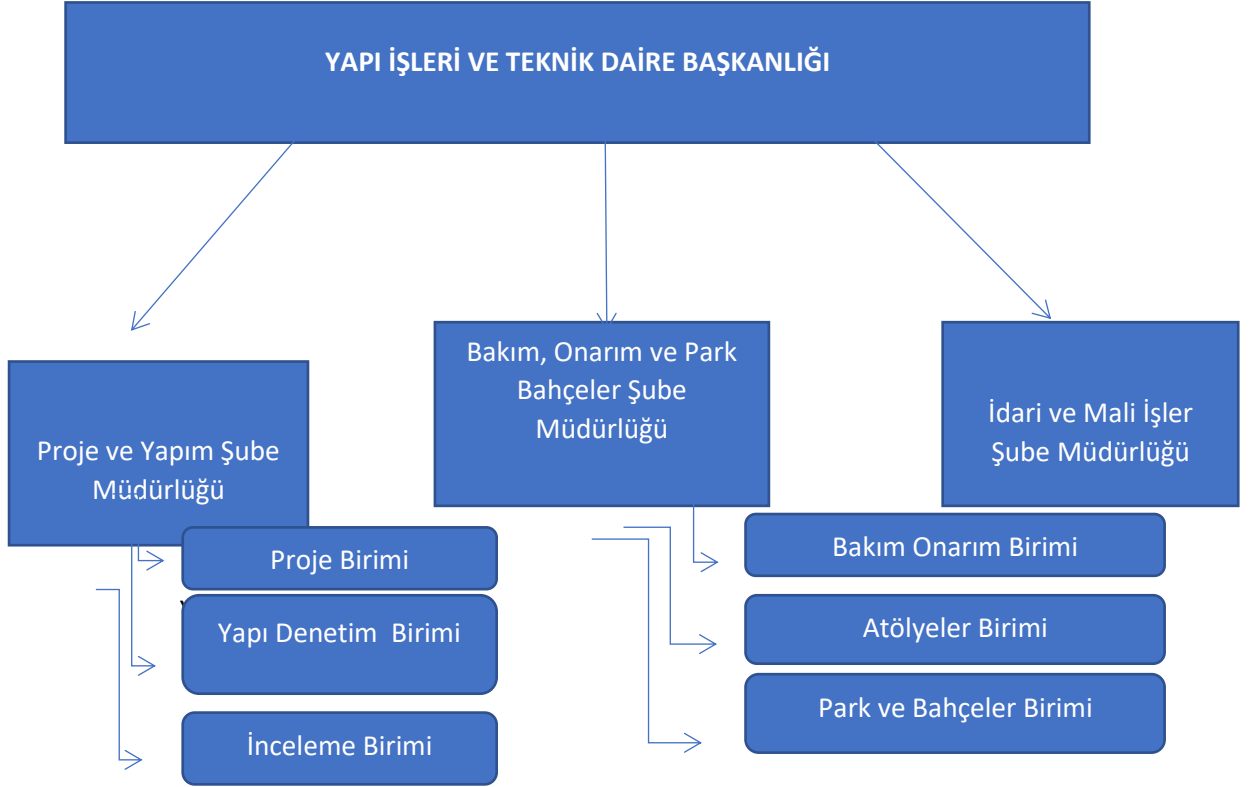 YAPI İŞLERİ VE TEKNİK DAİRE BAŞKANLIĞI
Proje ve Yapım Şube
Müdürlüğü
Proje Birimi
Yapı Denetim Birimi
İnceleme Birimi
Bakım, Onarım ve Park
Bahçeler Şube
Müdürlüğü
Bakım Onarım Birimi
Atölyeler Birimi
Park ve Bahçeler Birimi
İdari ve Mali İşler
Şube Müdürlüğü